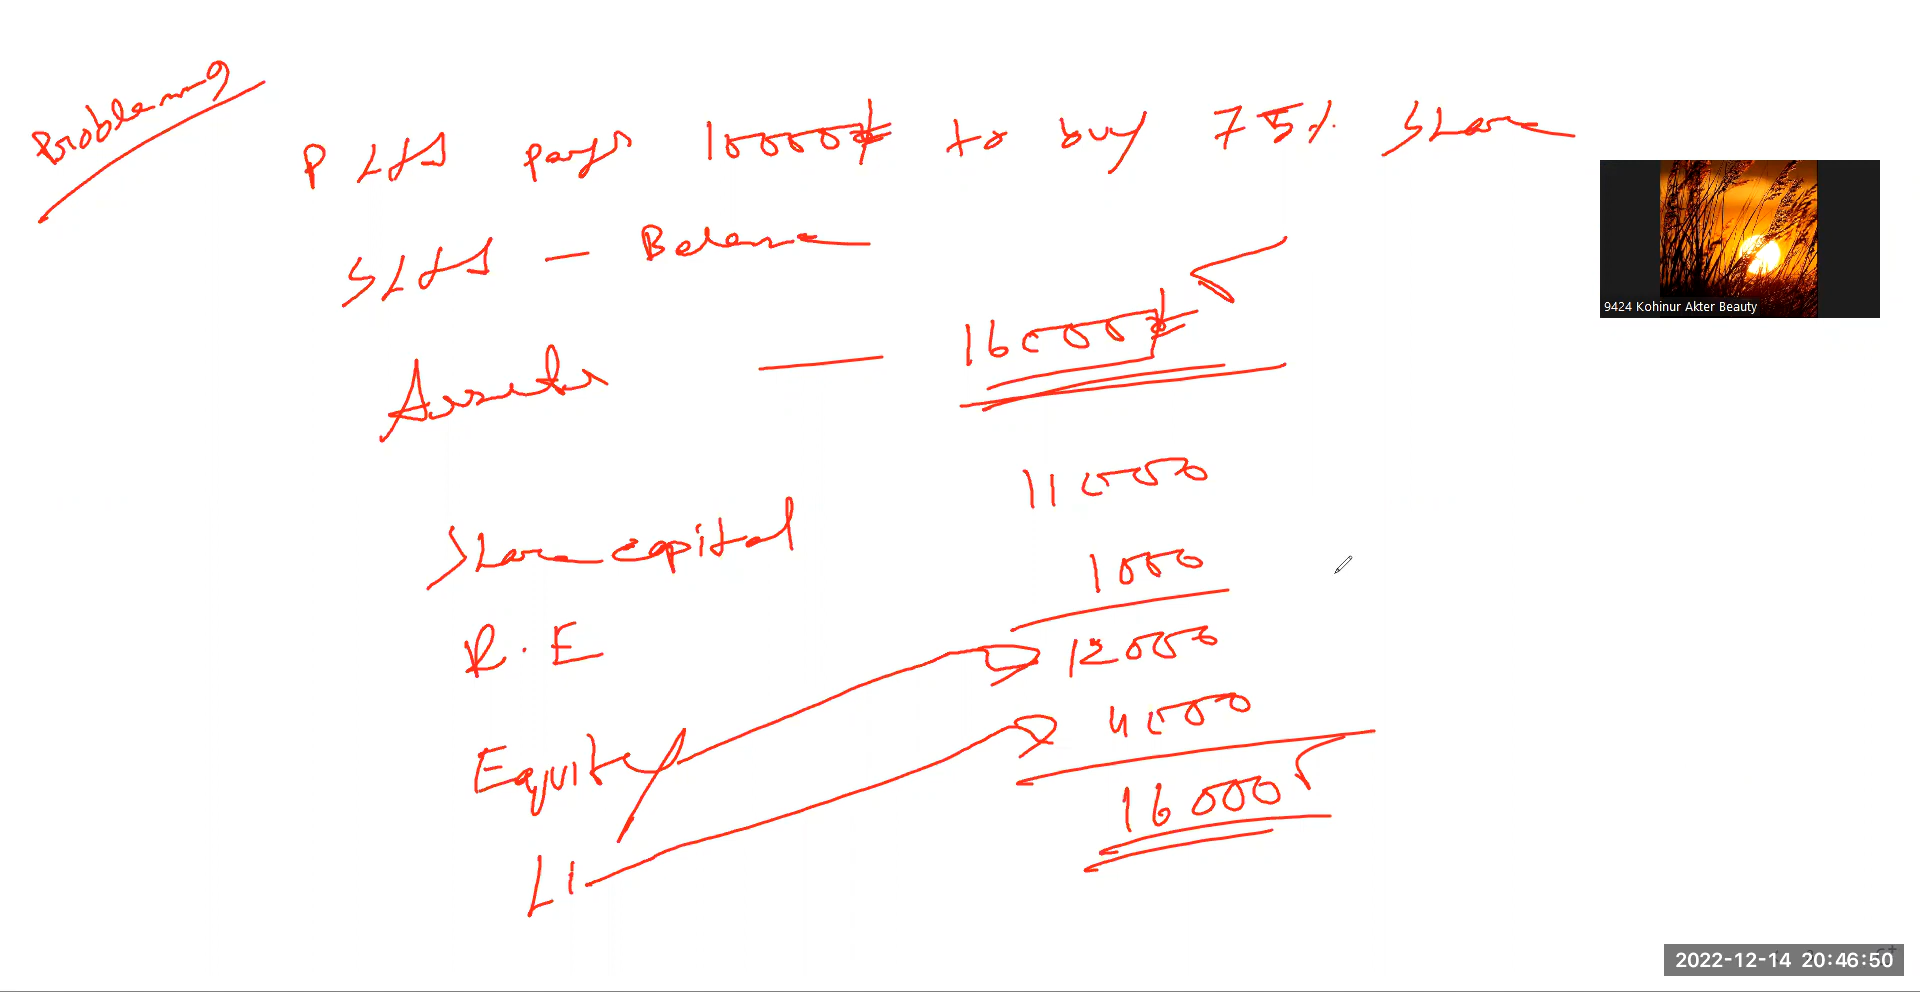 Problem-9
P Ltd pays 10000/= to buy 75% share
S Ltd - Balance
9424 Kohinur Akter Beauty
Assets — 16000/=
11000
Share capital
1000
R.E
12000
4000
Equity
16000
Li
2022-12-14 20:46:50